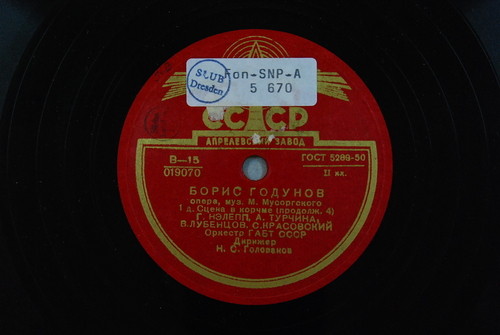 SLUB
Dresden
Fon-SNP-A
5 670
СССР
АПРЕЛЕВСКИЙ ЗАВОД
В—15
019070
ГОСТ 5289-50
II кл.
БОРИС ГОДУНОВ
опера, муз. М. Мусоргского
1 д. Сцена в корчме (продолж. 4)
Г. НЭЛЕПП, А. ТУРЧИНА,
В. ЛУБЕНЦОВ, С. КРАСОВСКИЙ
Оркестр ГАБТ СССР
Дирижер
Н. С. Голованов